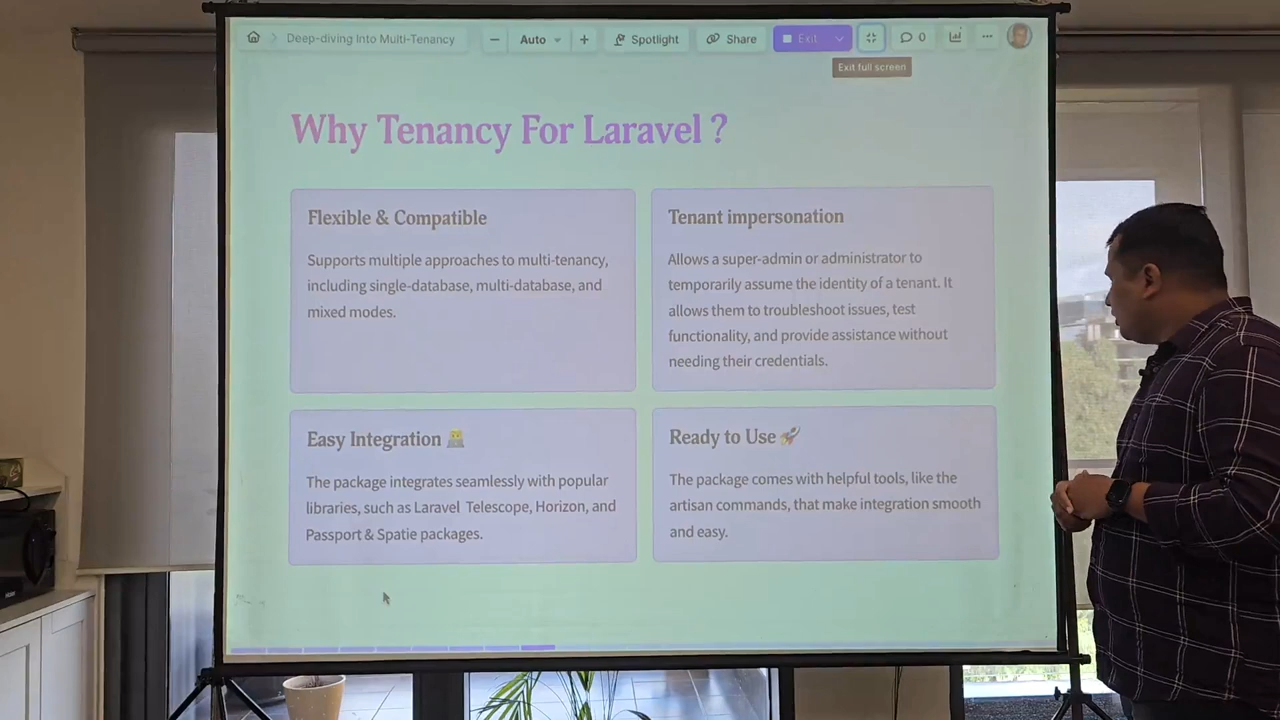 Deep-diving Into Multi-Tenancy
Auto
Spotlight
Share
Exit
0
Exit full screen
Why Tenancy For Laravel ?
Flexible & Compatible
Supports multiple approaches to multi-tenancy,
including single-database, multi-database, and
mixed modes.
Tenant impersonation
Allows a super-admin or administrator to
temporarily assume the identity of a tenant. It
allows them to troubleshoot issues, test
functionality, and provide assistance without
needing their credentials.
Easy Integration
The package integrates seamlessly with popular
libraries, such as Laravel Telescope, Horizon, and
Passport & Spatie packages.
Ready to Use
The package comes with helpful tools, like the
artisan commands, that make integration smooth
and easy.